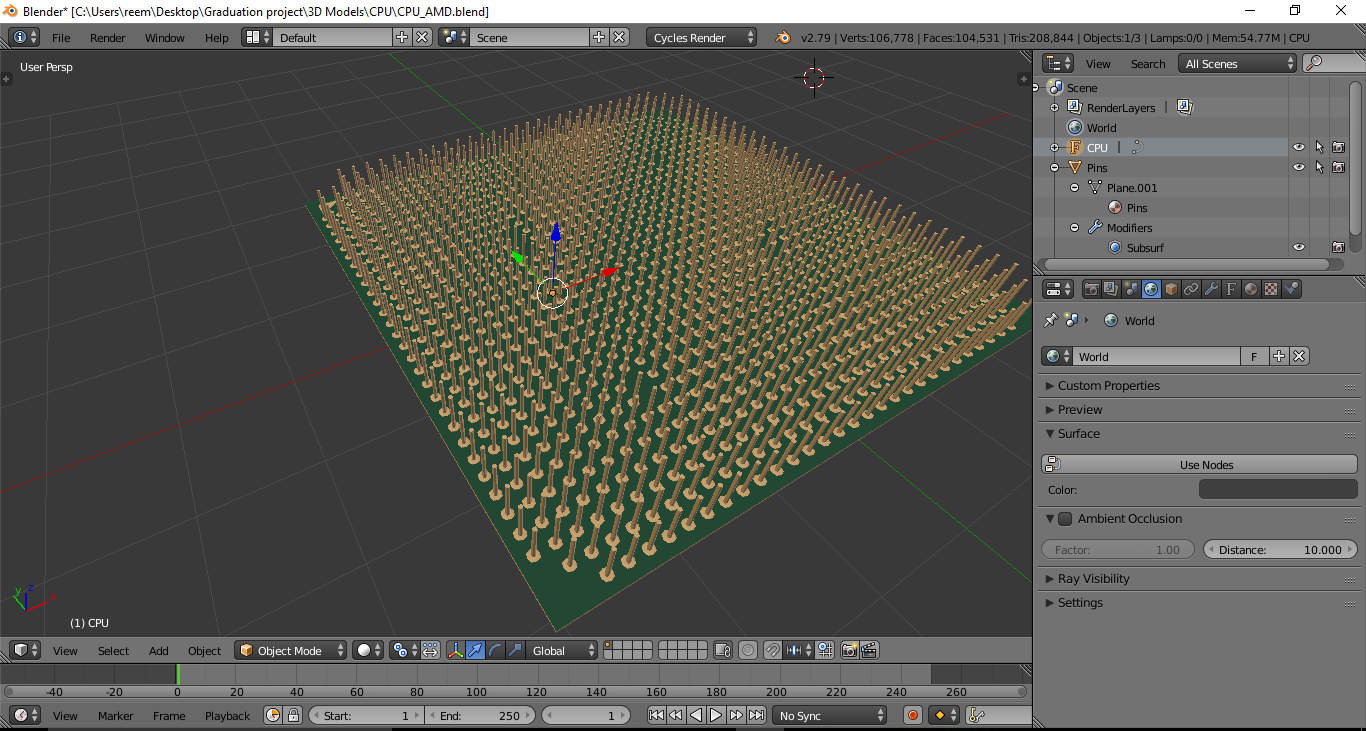 Blender* [C:\Users\reem\Desktop\Graduation project\3D Models\CPU\CPU_AMD.blend]
File Render Window Help Default Scene Cycles Render v2.79 | Verts:106,778 | Faces:104,531 | Tris:208,844 | Objects:1/3 | Lamps:0/0 | Mem:54.77M | CPU
User Persp
View Search All Scenes
Scene
RenderLayers |
World
CPU |
Pins
Plane.001
Pins
Modifiers
Subsurf
World
World F
Custom Properties
Preview
Surface
Use Nodes
Color:
Ambient Occlusion
Factor: 1.00 Distance: 10.000
Ray Visibility
Settings
z
y
x
(1) CPU
View Select Add Object Object Mode Global
-40 -20 0 20 40 60 80 100 120 140 160 180 200 220 240 260
View Marker Frame Playback Start: 1 End: 250 1 No Sync